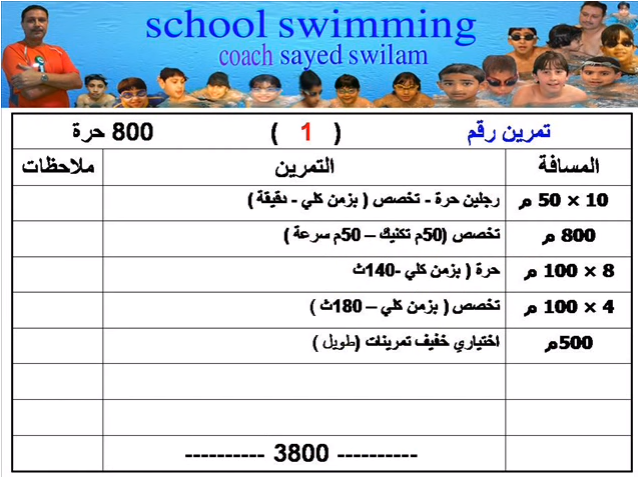 school swimming
coach sayed swilam
تمرين رقم ( 1 ) 800 حرة
المسافة التمرين ملاحظات
10 × 50 م رجلين حرة - تخصص ( بزمن كلي - دقيقة )
800 م تخصص (50م تكنيك – 50م سرعة )
8 × 100 م حرة ( بزمن كلي -140ث
4 × 100 م تخصص ( بزمن كلي – 180ث )
500م اختياري خفيف تمرينات (طويل )
---------- 3800 ----------